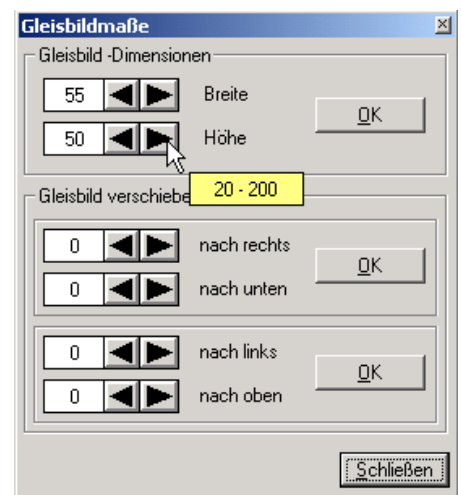 Gleisbildmaße
Gleisbild -Dimensionen
55 Breite
OK
50 Höhe
20 - 200
Gleisbild verschiebe
0 nach rechts
OK
0 nach unten
0 nach links
OK
0 nach oben
Schließen